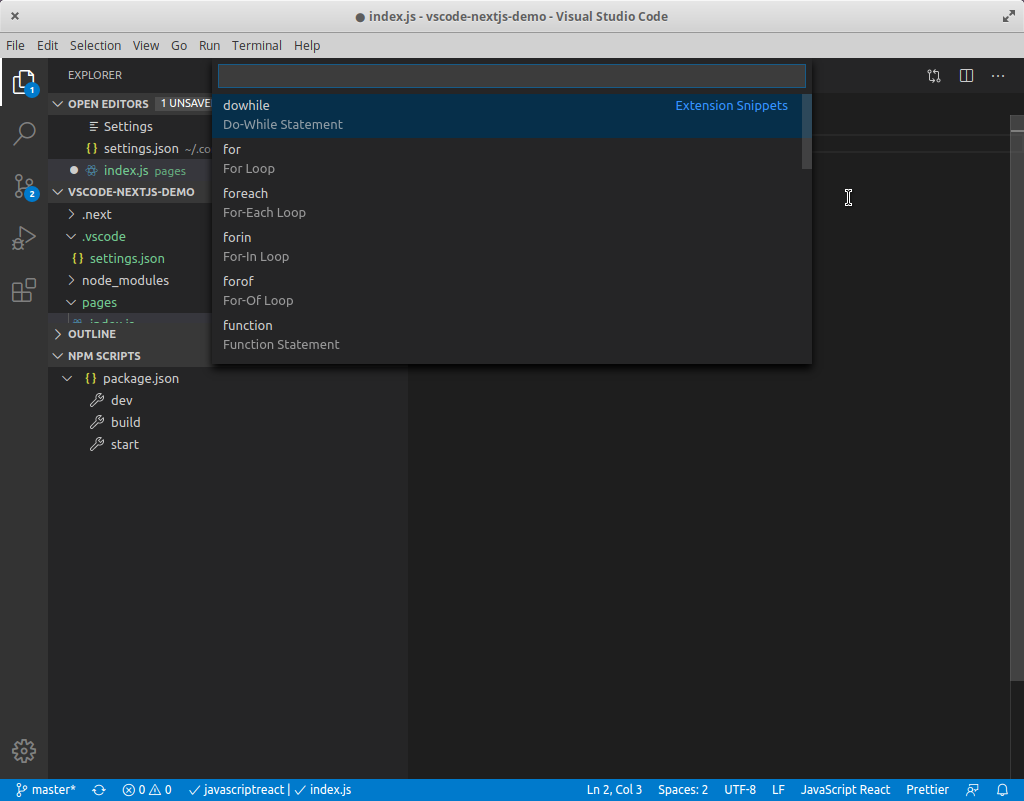 ● index.js - vscode-nextjs-demo - Visual Studio Code
File Edit Selection View Go Run Terminal Help
EXPLORER
OPEN EDITORS 1 UNSAVE
Settings
settings.json ~/.co
index.js pages
VSCODE-NEXTJS-DEMO
.next
.vscode
settings.json
node_modules
pages
index.js
OUTLINE
NPM SCRIPTS
package.json
dev
build
start
1
2
dowhile Extension Snippets
Do-While Statement
for
For Loop
foreach
For-Each Loop
forin
For-In Loop
forof
For-Of Loop
function
Function Statement
master* 0 0 javascriptreact | index.js Ln 2, Col 3 Spaces: 2 UTF-8 LF JavaScript React Prettier